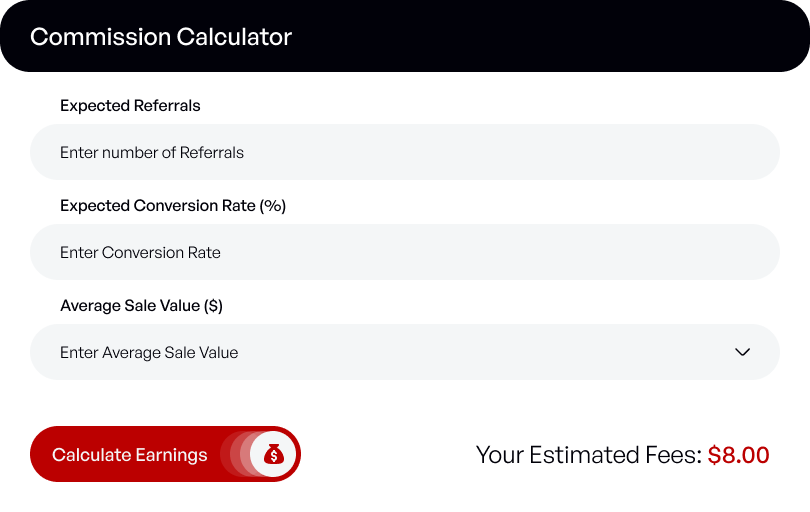 Commission Calculator
Expected Referrals
Enter number of Referrals
Expected Conversion Rate (%)
Enter Conversion Rate
Average Sale Value ($)
Enter Average Sale Value
Calculate Earnings $ Your Estimated Fees: $8.00